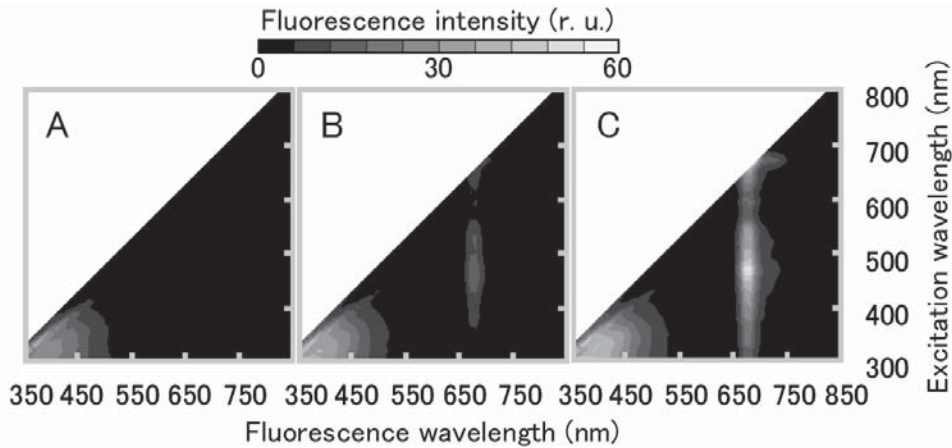 Fluorescence intensity (r. u.)
0 30 60
A B C
800
700
600
500
400
300
Excitation wavelength (nm)
350 450 550 650 750 350 450 550 650 750 350 450 550 650 750 850
Fluorescence wavelength (nm)